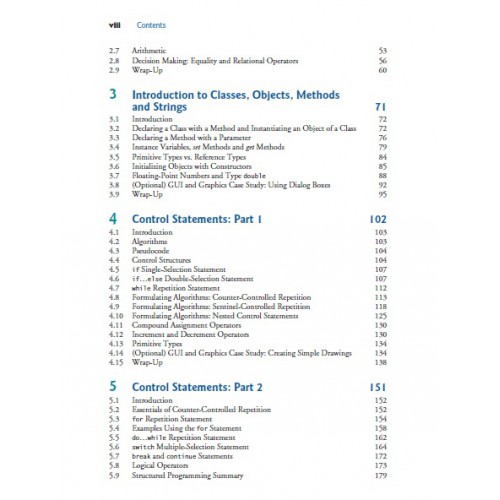 viii Contents
2.7 Arithmetic 53
2.8 Decision Making: Equality and Relational Operators 56
2.9 Wrap-Up 60
3 Introduction to Classes, Objects, Methods
and Strings 71
3.1 Introduction 72
3.2 Declaring a Class with a Method and Instantiating an Object of a Class 72
3.3 Declaring a Method with a Parameter 76
3.4 Instance Variables, set Methods and get Methods 79
3.5 Primitive Types vs. Reference Types 84
3.6 Initializing Objects with Constructors 85
3.7 Floating-Point Numbers and Type double 88
3.8 (Optional) GUI and Graphics Case Study: Using Dialog Boxes 92
3.9 Wrap-Up 95
4 Control Statements: Part 1 102
4.1 Introduction 103
4.2 Algorithms 103
4.3 Pseudocode 104
4.4 Control Structures 104
4.5 if Single-Selection Statement 107
4.6 if...else Double-Selection Statement 107
4.7 while Repetition Statement 112
4.8 Formulating Algorithms: Counter-Controlled Repetition 113
4.9 Formulating Algorithms: Sentinel-Controlled Repetition 118
4.10 Formulating Algorithms: Nested Control Statements 125
4.11 Compound Assignment Operators 130
4.12 Increment and Decrement Operators 130
4.13 Primitive Types 134
4.14 (Optional) GUI and Graphics Case Study: Creating Simple Drawings 134
4.15 Wrap-Up 138
5 Control Statements: Part 2 151
5.1 Introduction 152
5.2 Essentials of Counter-Controlled Repetition 152
5.3 for Repetition Statement 154
5.4 Examples Using the for Statement 158
5.5 do...while Repetition Statement 162
5.6 switch Multiple-Selection Statement 164
5.7 break and continue Statements 172
5.8 Logical Operators 173
5.9 Structured Programming Summary 179